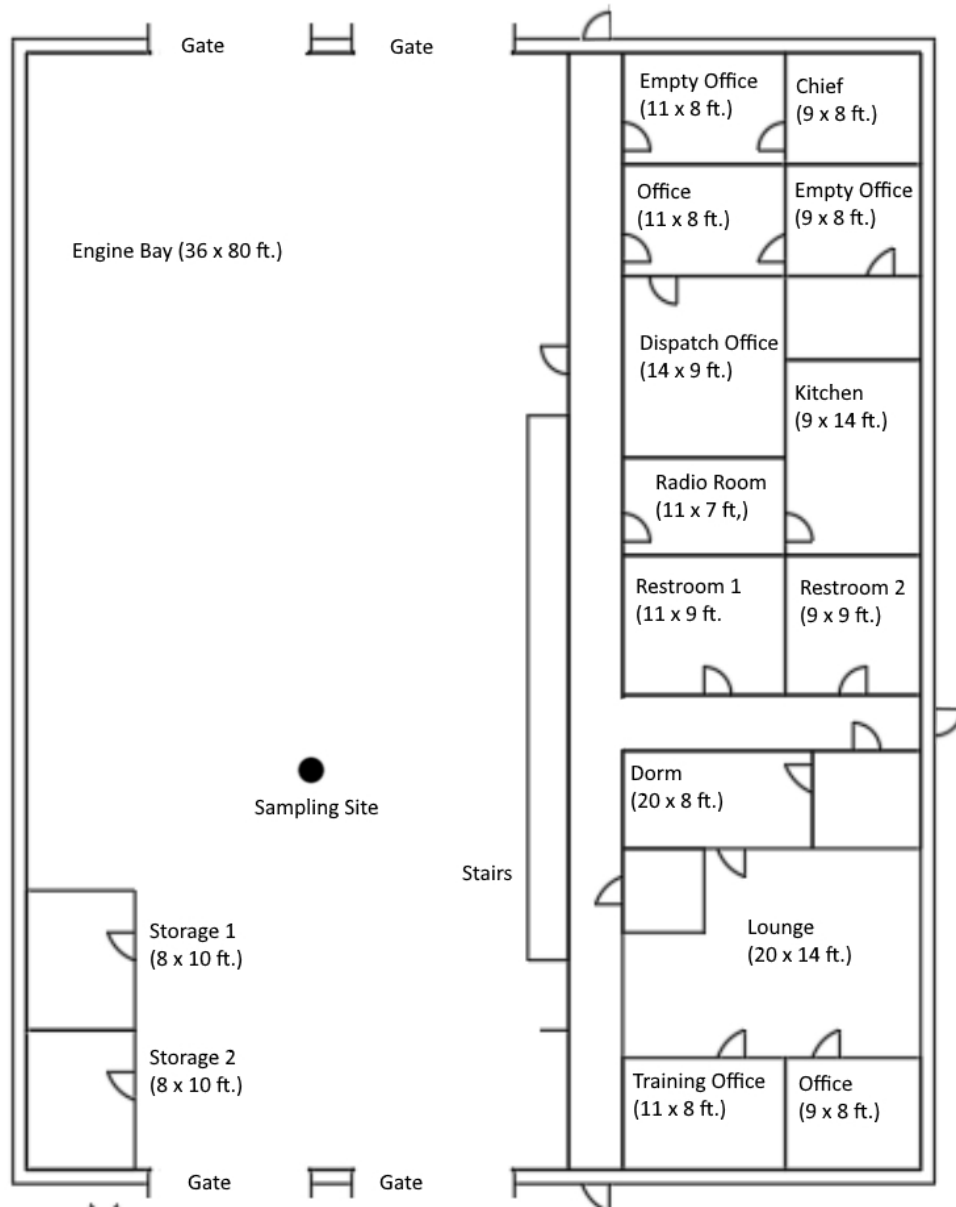 Gate
Gate
Empty Office
(11 x 8 ft.)
Chief
(9 x 8 ft.)
Office
(11 x 8 ft.)
Empty Office
(9 x 8 ft.)
Engine Bay (36 x 80 ft.)
Dispatch Office
(14 x 9 ft.)
Kitchen
(9 x 14 ft.)
Radio Room
(11 x 7 ft,)
Restroom 1
(11 x 9 ft.
Restroom 2
(9 x 9 ft.)
Sampling Site
Dorm
(20 x 8 ft.)
Stairs
Storage 1
(8 x 10 ft.)
Lounge
(20 x 14 ft.)
Storage 2
(8 x 10 ft.)
Training Office
(11 x 8 ft.)
Office
(9 x 8 ft.)
Gate
Gate